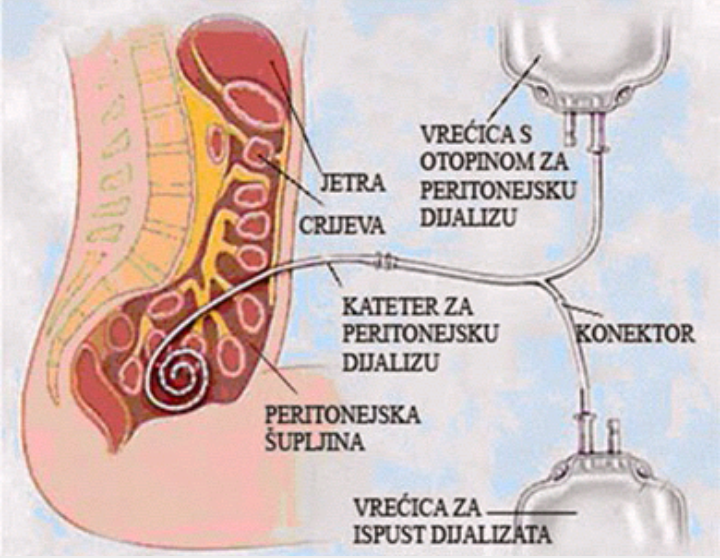 VREĆICA S
OTOPINOM ZA
PERITONEJSKU
DIJALIZU
JETRA
CRIJEVA
KATETER ZA
PERITONEJSKU
DIJALIZU
KONEKTOR
PERITONEJSKA
ŠUPLJINA
VREĆICA ZA
ISPUST DIJALIZATA